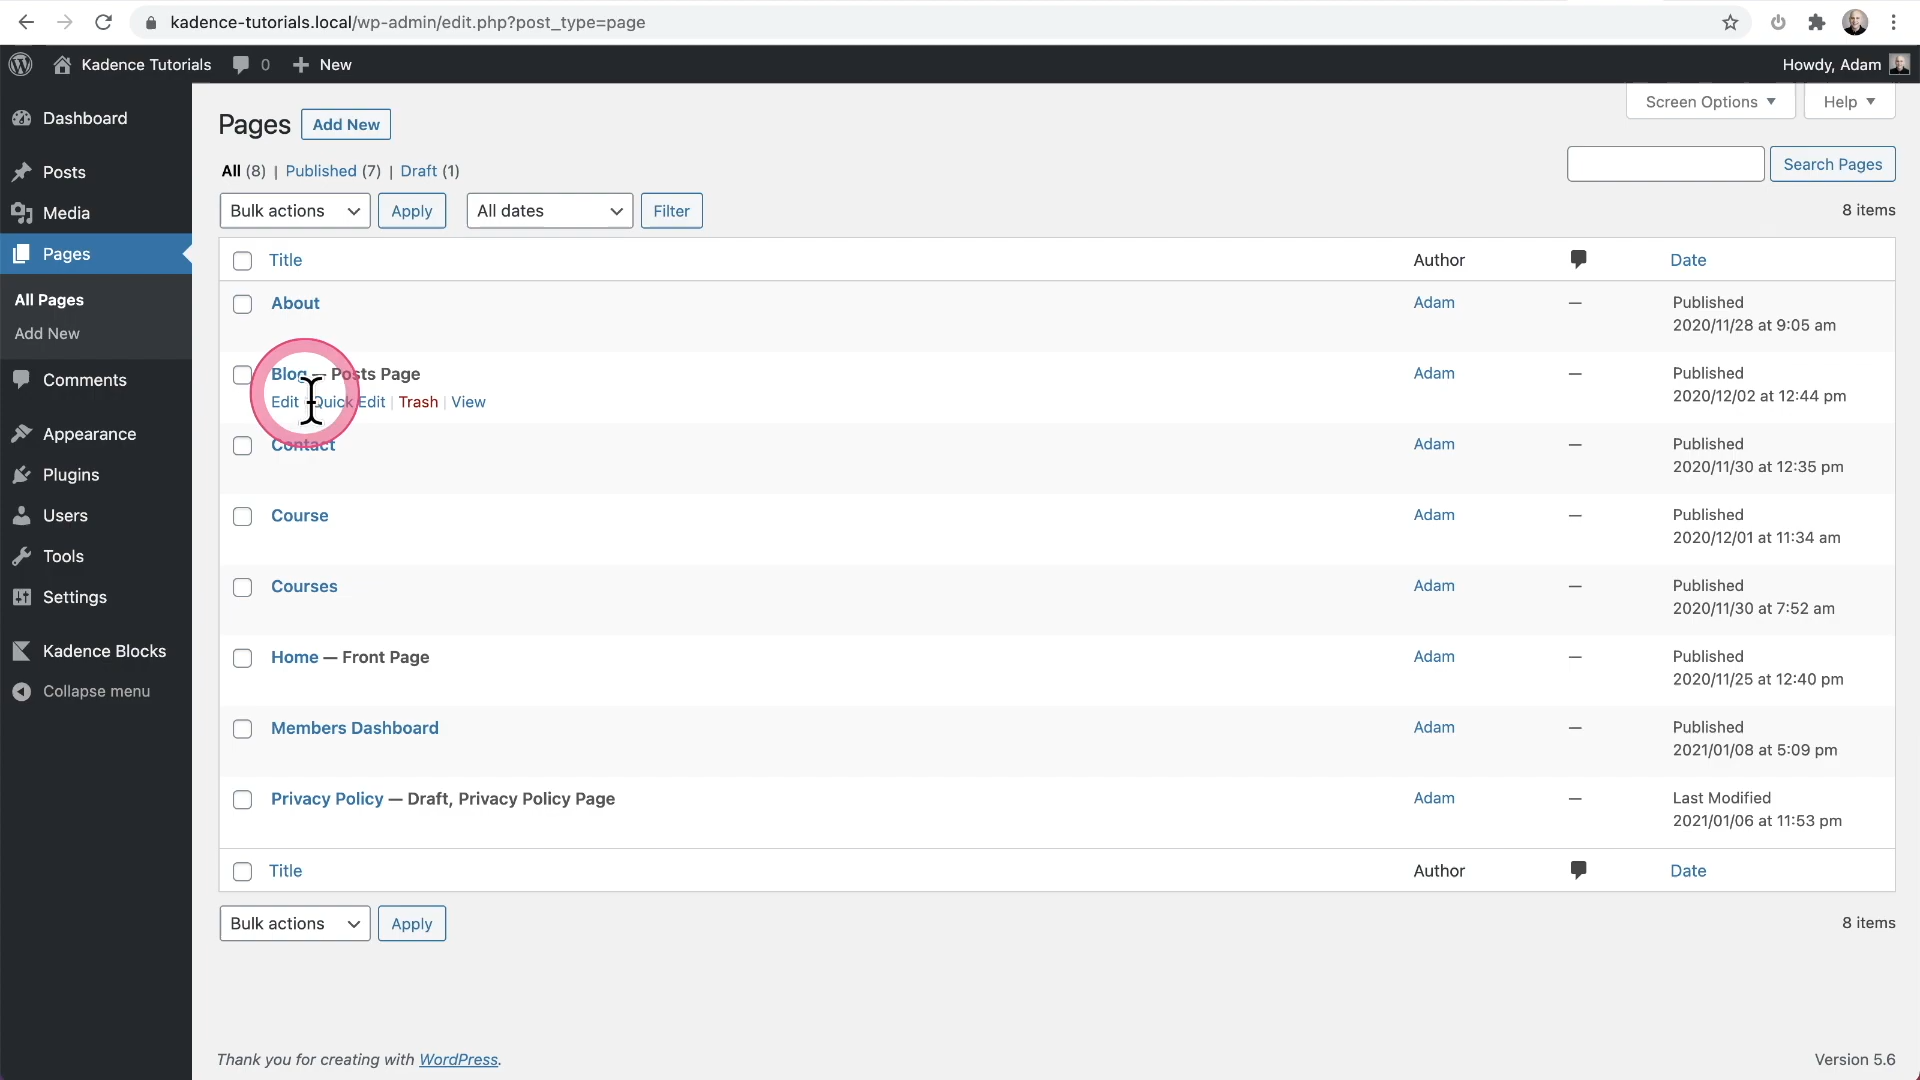 kadence-tutorials.local/wp-admin/edit.php?post_type=page
Kadence Tutorials 0 New Howdy, Adam
Dashboard
Posts
Media
Pages
All Pages
Add New
Comments
Appearance
Plugins
Users
Tools
Settings
Kadence Blocks
Collapse menu
Screen Options Help
Pages Add New
All (8) | Published (7) | Draft (1)
Search Pages
Bulk actions Apply All dates Filter 8 items
Title Author Date
About Adam — Published
2020/11/28 at 9:05 am
Blog — Posts Page Adam — Published
Edit | Quick Edit | Trash | View 2020/12/02 at 12:44 pm
Contact Adam — Published
2020/11/30 at 12:35 pm
Course Adam — Published
2020/12/01 at 11:34 am
Courses Adam — Published
2020/11/30 at 7:52 am
Home — Front Page Adam — Published
2020/11/25 at 12:40 pm
Members Dashboard Adam — Published
2021/01/08 at 5:09 pm
Privacy Policy — Draft, Privacy Policy Page Adam — Last Modified
2021/01/06 at 11:53 pm
Title Author Date
Bulk actions Apply 8 items
Thank you for creating with WordPress. Version 5.6